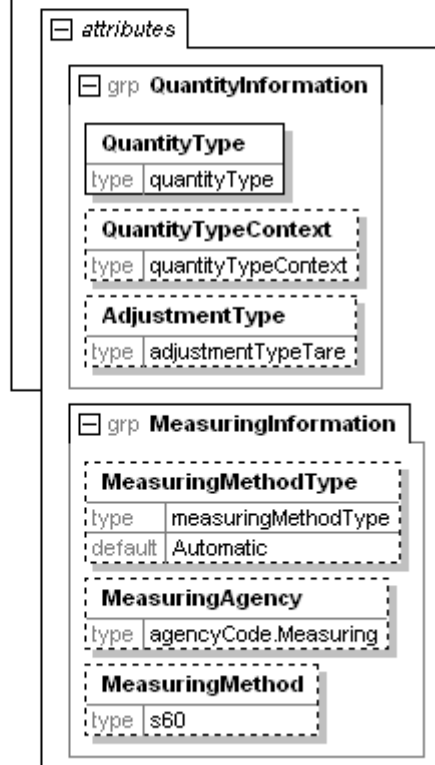 attributes
grp QuantityInformation
QuantityType
type quantityType
QuantityTypeContext
type quantityTypeContext
AdjustmentType
type adjustmentTypeTare
grp MeasuringInformation
MeasuringMethodType
type measuringMethodType
default Automatic
MeasuringAgency
type agencyCode.Measuring
MeasuringMethod
type s60